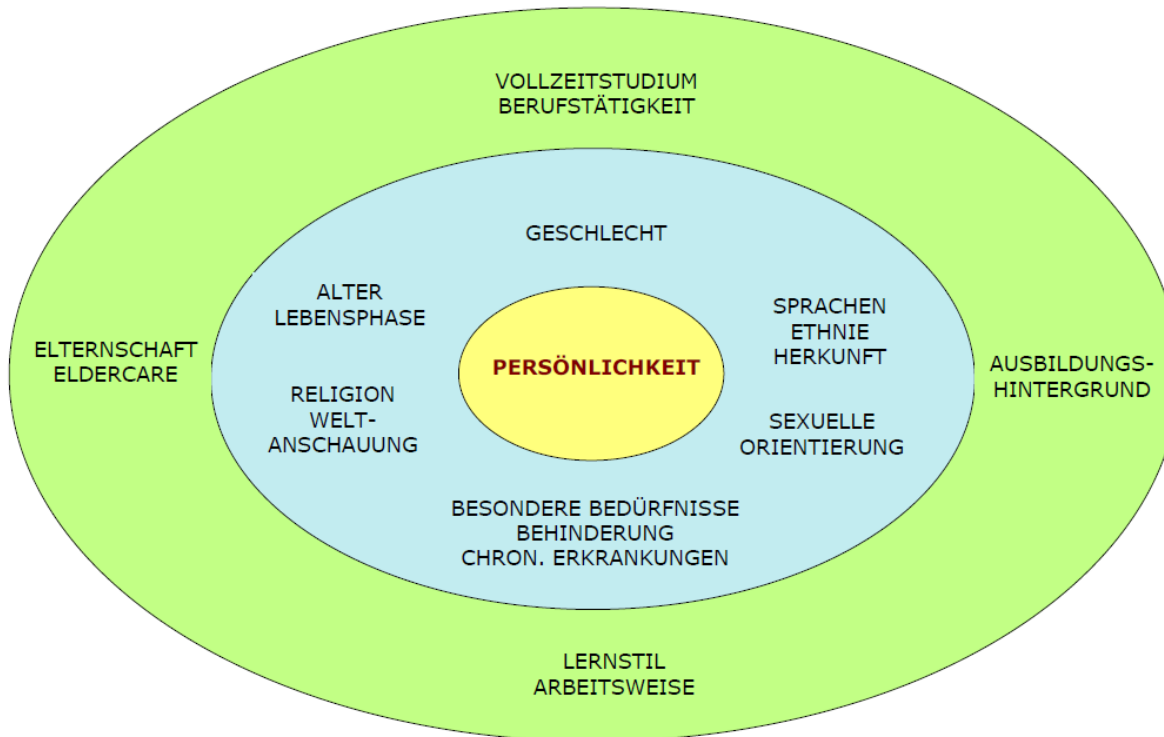 VOLLZEITSTUDIUM
BERUFSTÄTIGKEIT
GESCHLECHT
ALTER
LEBENSPHASE
SPRACHEN
ETHNIE
HERKUNFT
ELTERNSCHAFT
ELDERCARE
PERSÖNLICHKEIT
AUSBILDUNGS-
HINTERGRUND
RELIGION
WELT-
ANSCHAUUNG
SEXUELLE
ORIENTIERUNG
BESONDERE BEDÜRFNISSE
BEHINDERUNG
CHRON. ERKRANKUNGEN
LERNSTIL
ARBEITSWEISE